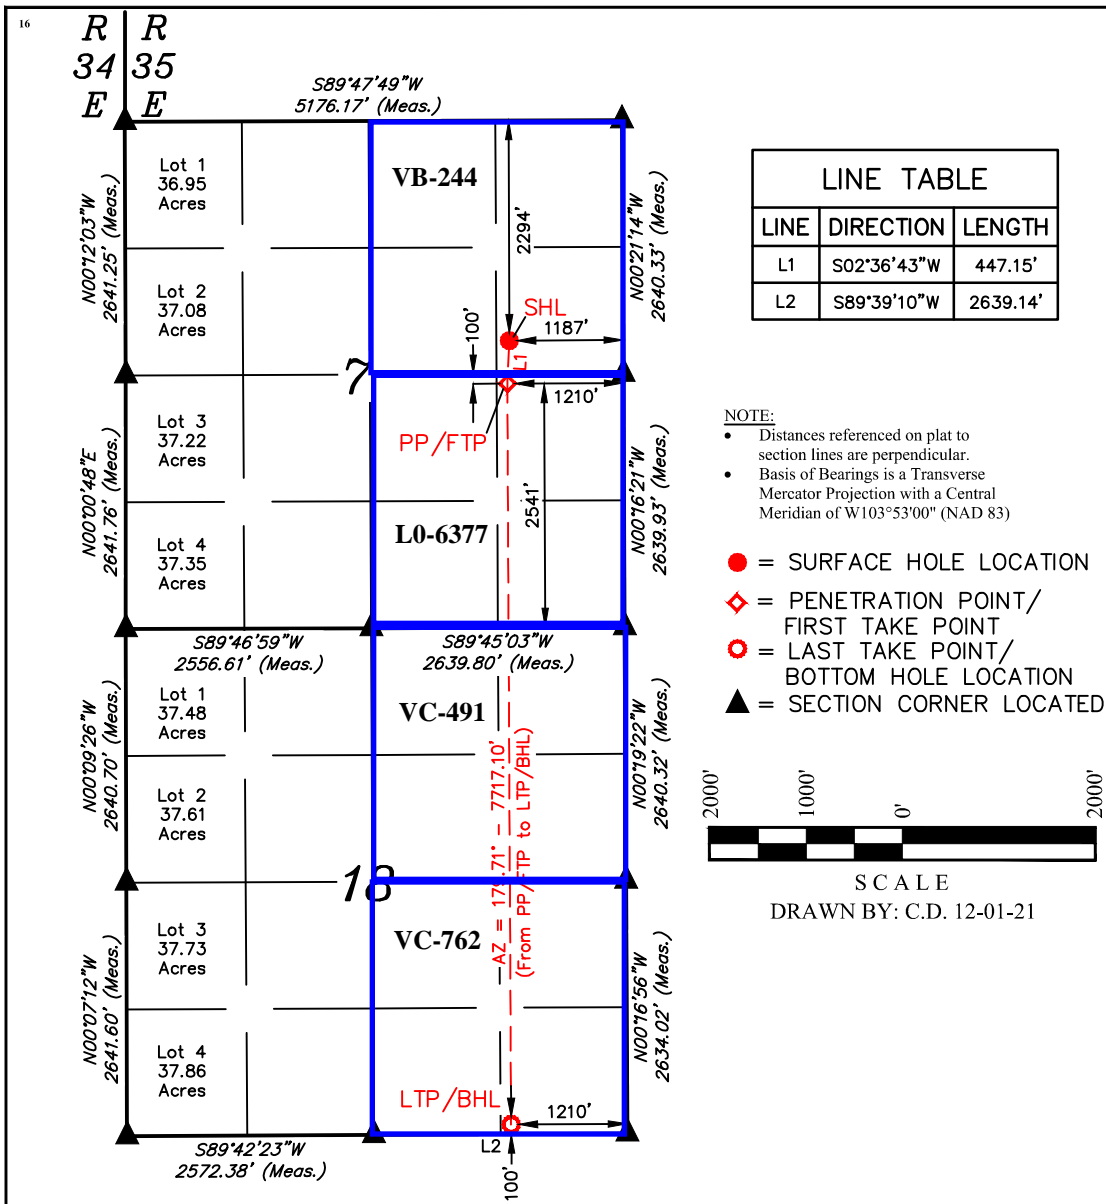 16
R R
34 35
E E
S89°47'49"W
5176.17' (Meas.)
Lot 1
36.95
Acres
VB-244
N00°12'03"W
2641.25' (Meas.)
2294'
N00°21'14"W
2640.33' (Meas.)
Lot 2
37.08
Acres
SHL
1187'
100'
L1
7
1210'
PP/FTP
Lot 3
37.22
Acres
N00°00'48"E
2641.76' (Meas.)
2541'
N00°16'21"W
2639.93' (Meas.)
L0-6377
Lot 4
37.35
Acres
S89°46'59"W
2556.61' (Meas.)
S89°45'03"W
2639.80' (Meas.)
Lot 1
37.48
Acres
VC-491
N00°09'26"W
2640.70' (Meas.)
N00°19'22"W
2640.32' (Meas.)
Lot 2
37.61
Acres
AZ = 179.71° - 7717.10'
(From PP/FTP to LTP/BHL)
18
Lot 3
37.73
Acres
VC-762
N00°07'12"W
2641.60' (Meas.)
N00°16'56"W
2634.02' (Meas.)
Lot 4
37.86
Acres
LTP/BHL
1210'
L2
100'
S89°42'23"W
2572.38' (Meas.)
LINE TABLE
LINE DIRECTION LENGTH
L1 S02°36'43"W 447.15'
L2 S89°39'10"W 2639.14'
NOTE:
• Distances referenced on plat to
section lines are perpendicular.
• Basis of Bearings is a Transverse
Mercator Projection with a Central
Meridian of W103°53'00" (NAD 83)
= SURFACE HOLE LOCATION
= PENETRATION POINT/
FIRST TAKE POINT
= LAST TAKE POINT/
BOTTOM HOLE LOCATION
= SECTION CORNER LOCATED
2000' 1000' 0' 2000'
SCALE
DRAWN BY: C.D. 12-01-21